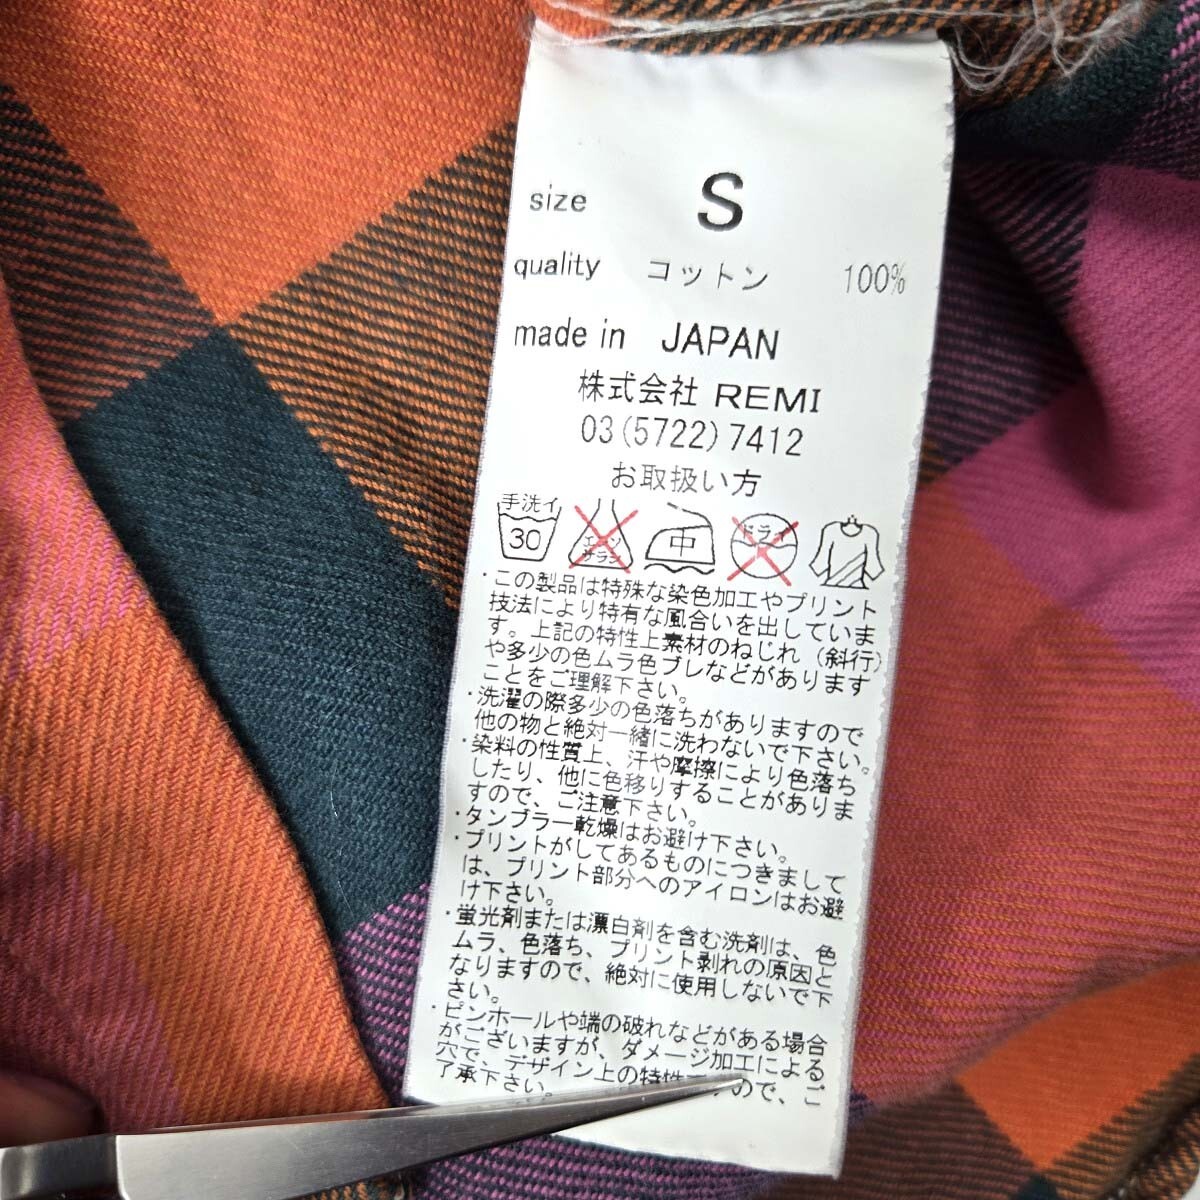 size S
quality コットン 100%
made in JAPAN
株式会社 REMI
03(5722)7412
お取扱い方
手洗イ 30 エンソ サラシ 中 ドライ
・この製品は特殊な染色加工やプリント
技法により特有な風合いを出していま
す。上記の特性上素材のねじれ（斜行）
や多少の色ムラ色ブレなどがあります
ことをご理解下さい。
・洗濯の際多少の色落ちがありますので
他の物と絶対一緒に洗わないで下さい。
・染料の性質上、汗や摩擦により色落ち
したり、他に色移りすることがありま
すので、ご注意下さい。
・タンブラー乾燥はお避け下さい。
・プリントがしてあるものにつきまして
は、プリント部分へのアイロンはお避
け下さい。
・蛍光剤または漂白剤を含む洗剤は、色
ムラ、色落ち、プリント剥れの原因と
なりますので、絶対に使用しないで下
さい。
・ピンホールや端の破れなどがある場合
がございますが、ダメージ加工による
穴で、デザイン上の特性ですので、ご
了承下さい。